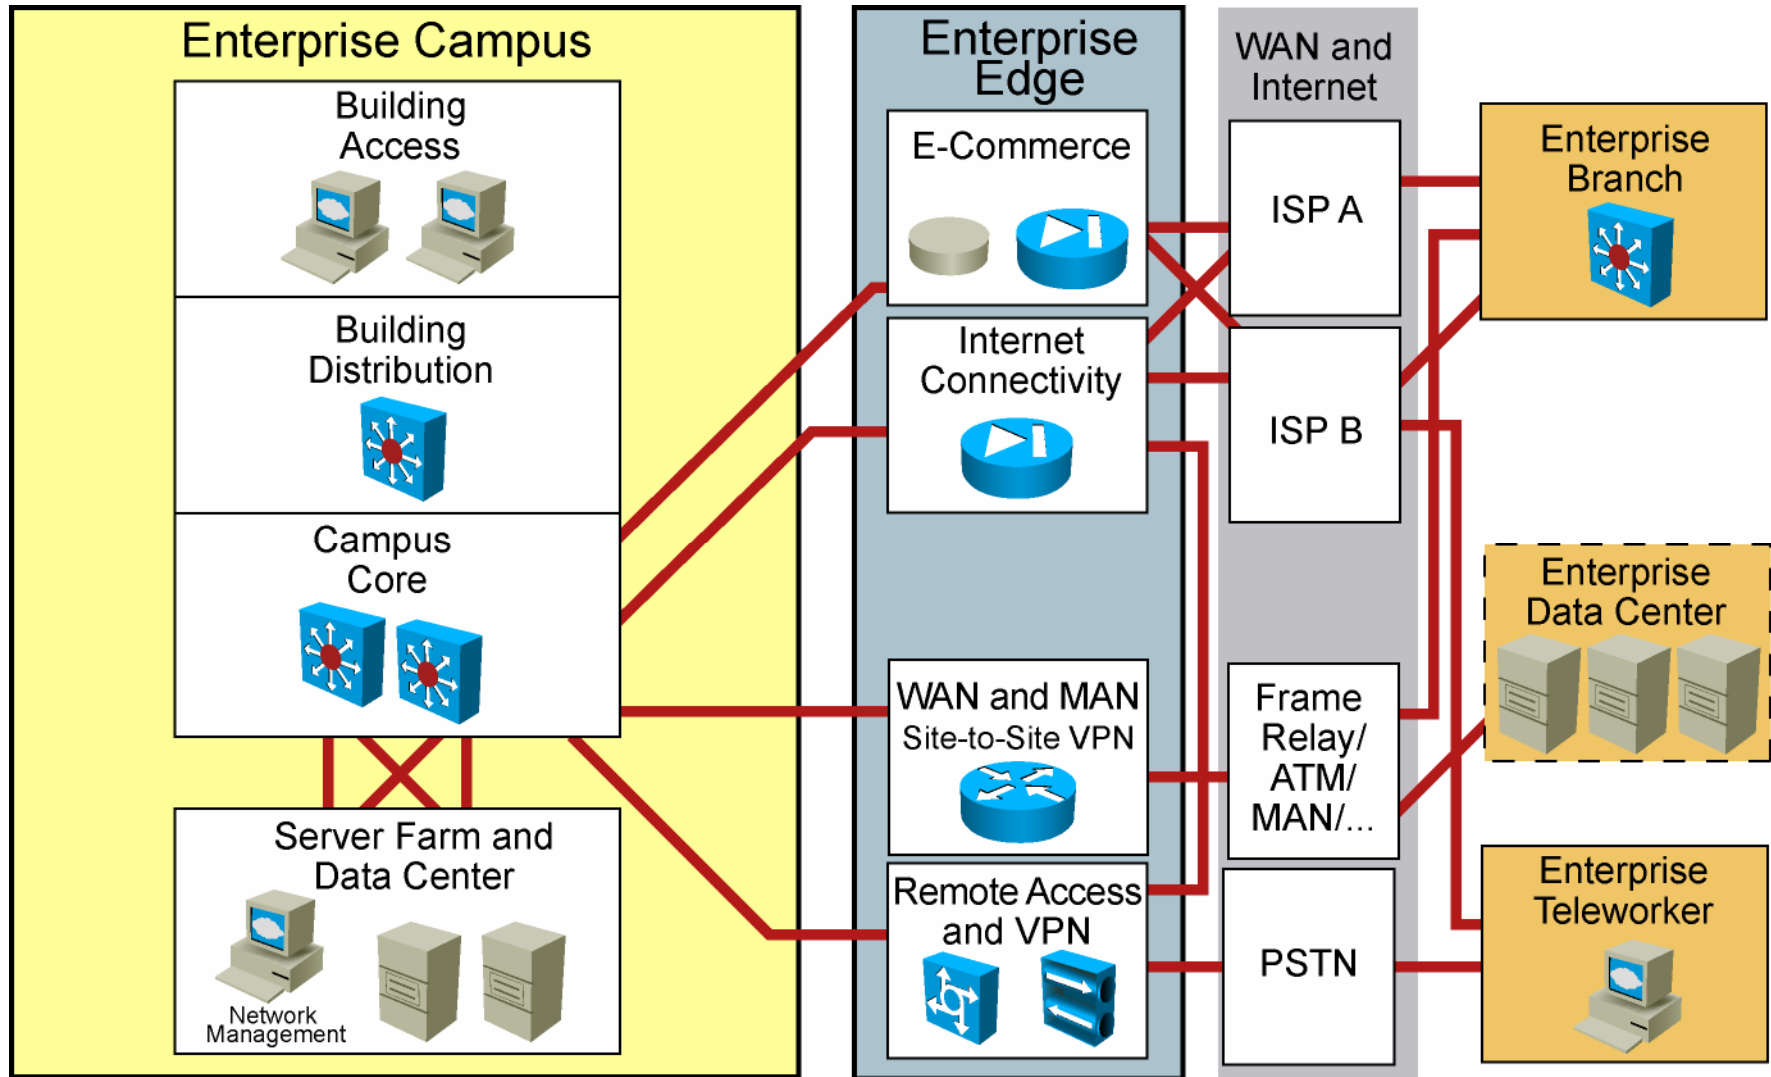 Enterprise Campus
Building
Access
Building
Distribution
Campus
Core
Server Farm and
Data Center
Network
Management
Enterprise
Edge
E-Commerce
Internet
Connectivity
WAN and MAN
Site-to-Site VPN
Remote Access
and VPN
WAN and
Internet
ISP A
ISP B
Frame
Relay/
ATM/
MAN/...
PSTN
Enterprise
Branch
Enterprise
Data Center
Enterprise
Teleworker